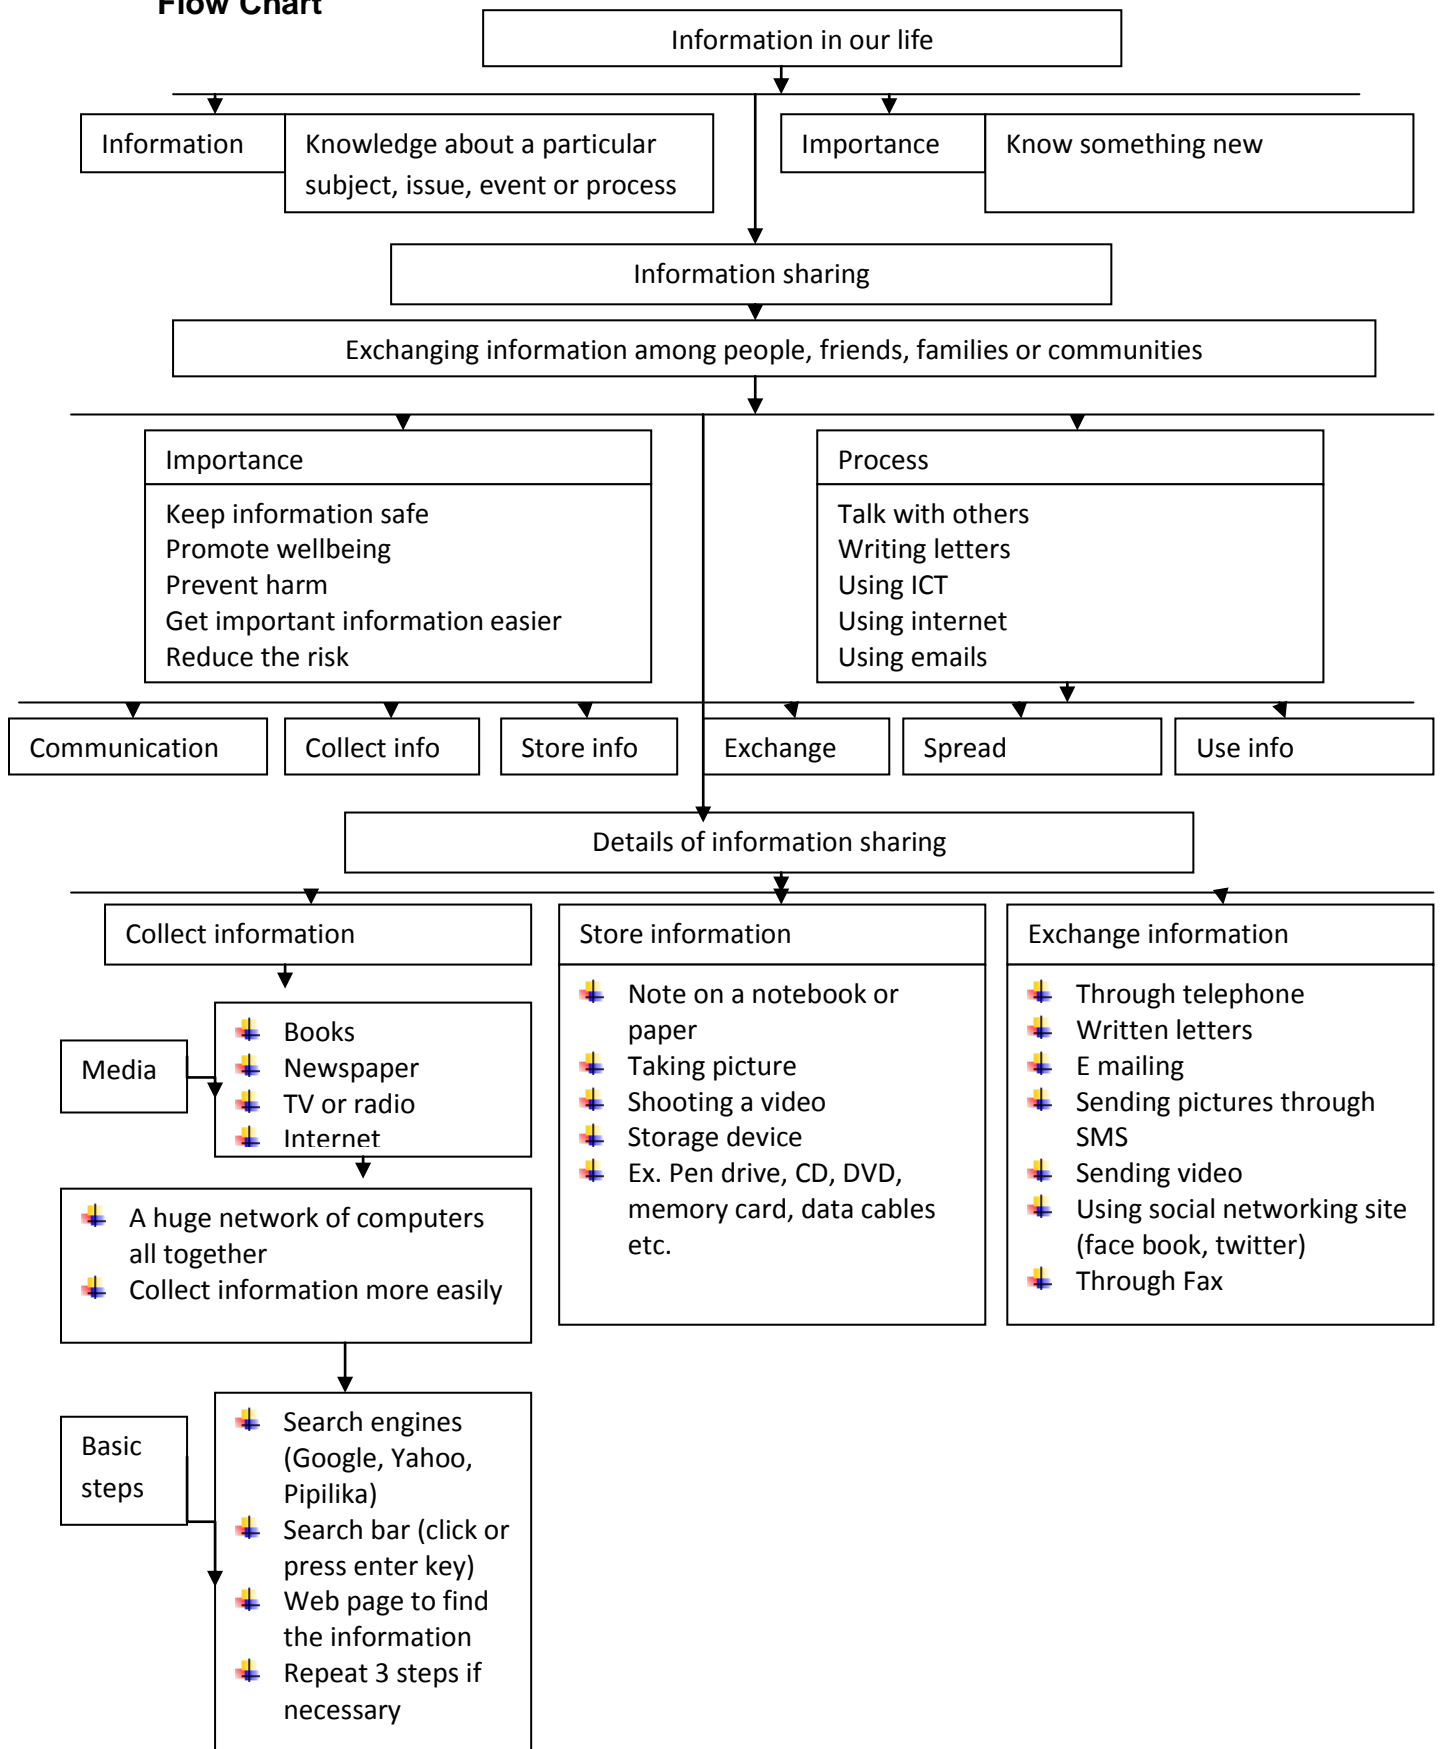 Flow Chart
Information in our life
Information
Knowledge about a particular
subject, issue, event or process
Importance
Know something new
Information sharing
Exchanging information among people, friends, families or communities
Importance
Keep information safe
Promote wellbeing
Prevent harm
Get important information easier
Reduce the risk
Process
Talk with others
Writing letters
Using ICT
Using internet
Using emails
Communication
Collect info
Store info
Exchange
Spread
Use info
Details of information sharing
Collect information
Media
Books
Newspaper
TV or radio
Internet
A huge network of computers
all together
Collect information more easily
Basic
steps
Search engines
(Google, Yahoo,
Pipilika)
Search bar (click or
press enter key)
Web page to find
the information
Repeat 3 steps if
necessary
Store information
Note on a notebook or
paper
Taking picture
Shooting a video
Storage device
Ex. Pen drive, CD, DVD,
memory card, data cables
etc.
Exchange information
Through telephone
Written letters
E mailing
Sending pictures through
SMS
Sending video
Using social networking site
(face book, twitter)
Through Fax